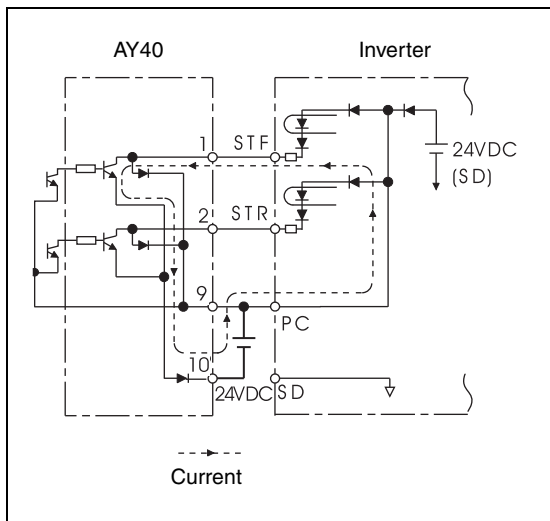 AY40
Inverter
1
STF
24VDC
(SD)
2
STR
9
PC
10
24VDC
SD
Current